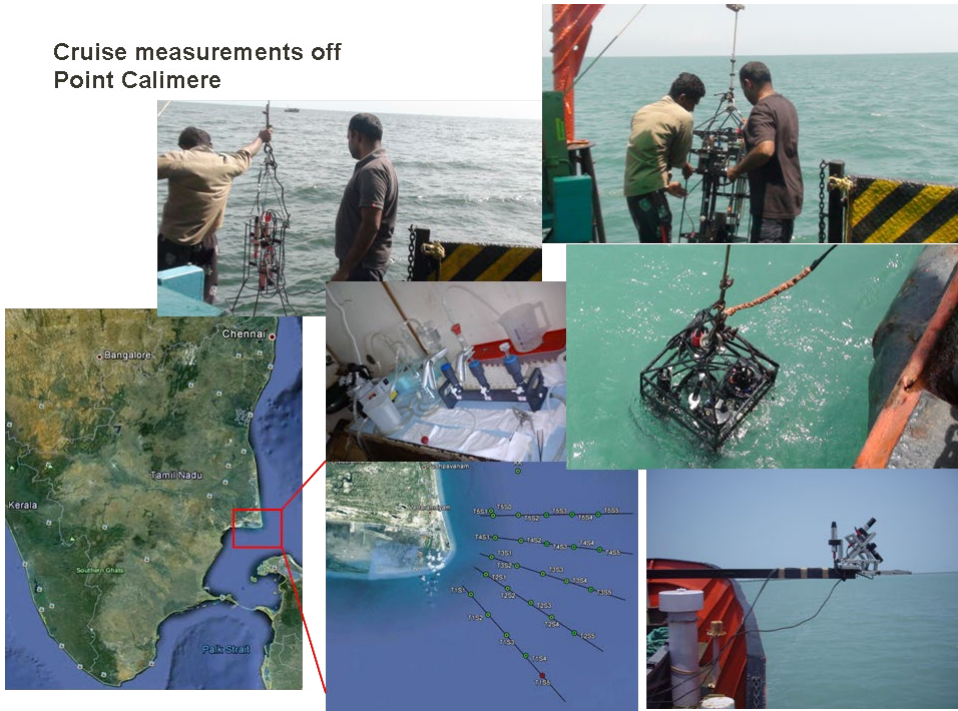 Cruise measurements off
Point Calimere
Chennai
Bangalore
Tamil Nadu
Kerala
Southern Ghats
Palk Strait
T5S1
T5S0
T5S2
T5S3
T5S4
T5S5
T4S1
T4S2
T4S3
T4S4
T4S5
T3S1
T3S2
T3S3
T3S4
T3S5
T2S1
T2S2
T2S3
T2S4
T2S5
T1S1
T1S2
T1S3
T1S4
T1S5